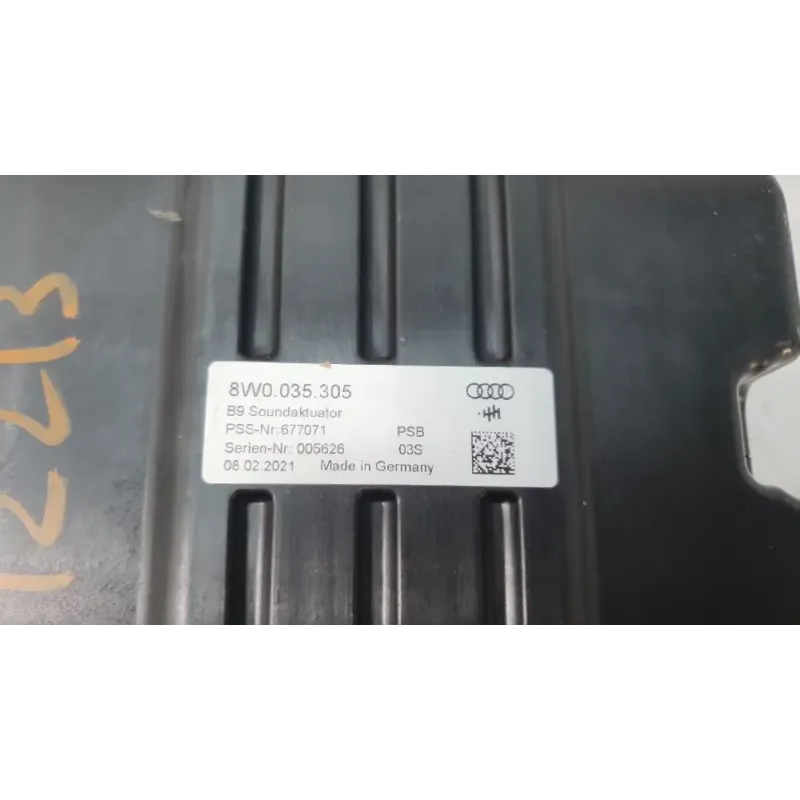 8W0.035.305
B9 Soundaktuator
PSS-Nr:677071 PSB
Serien-Nr: 005626 03S
08.02.2021 Made in Germany
12213